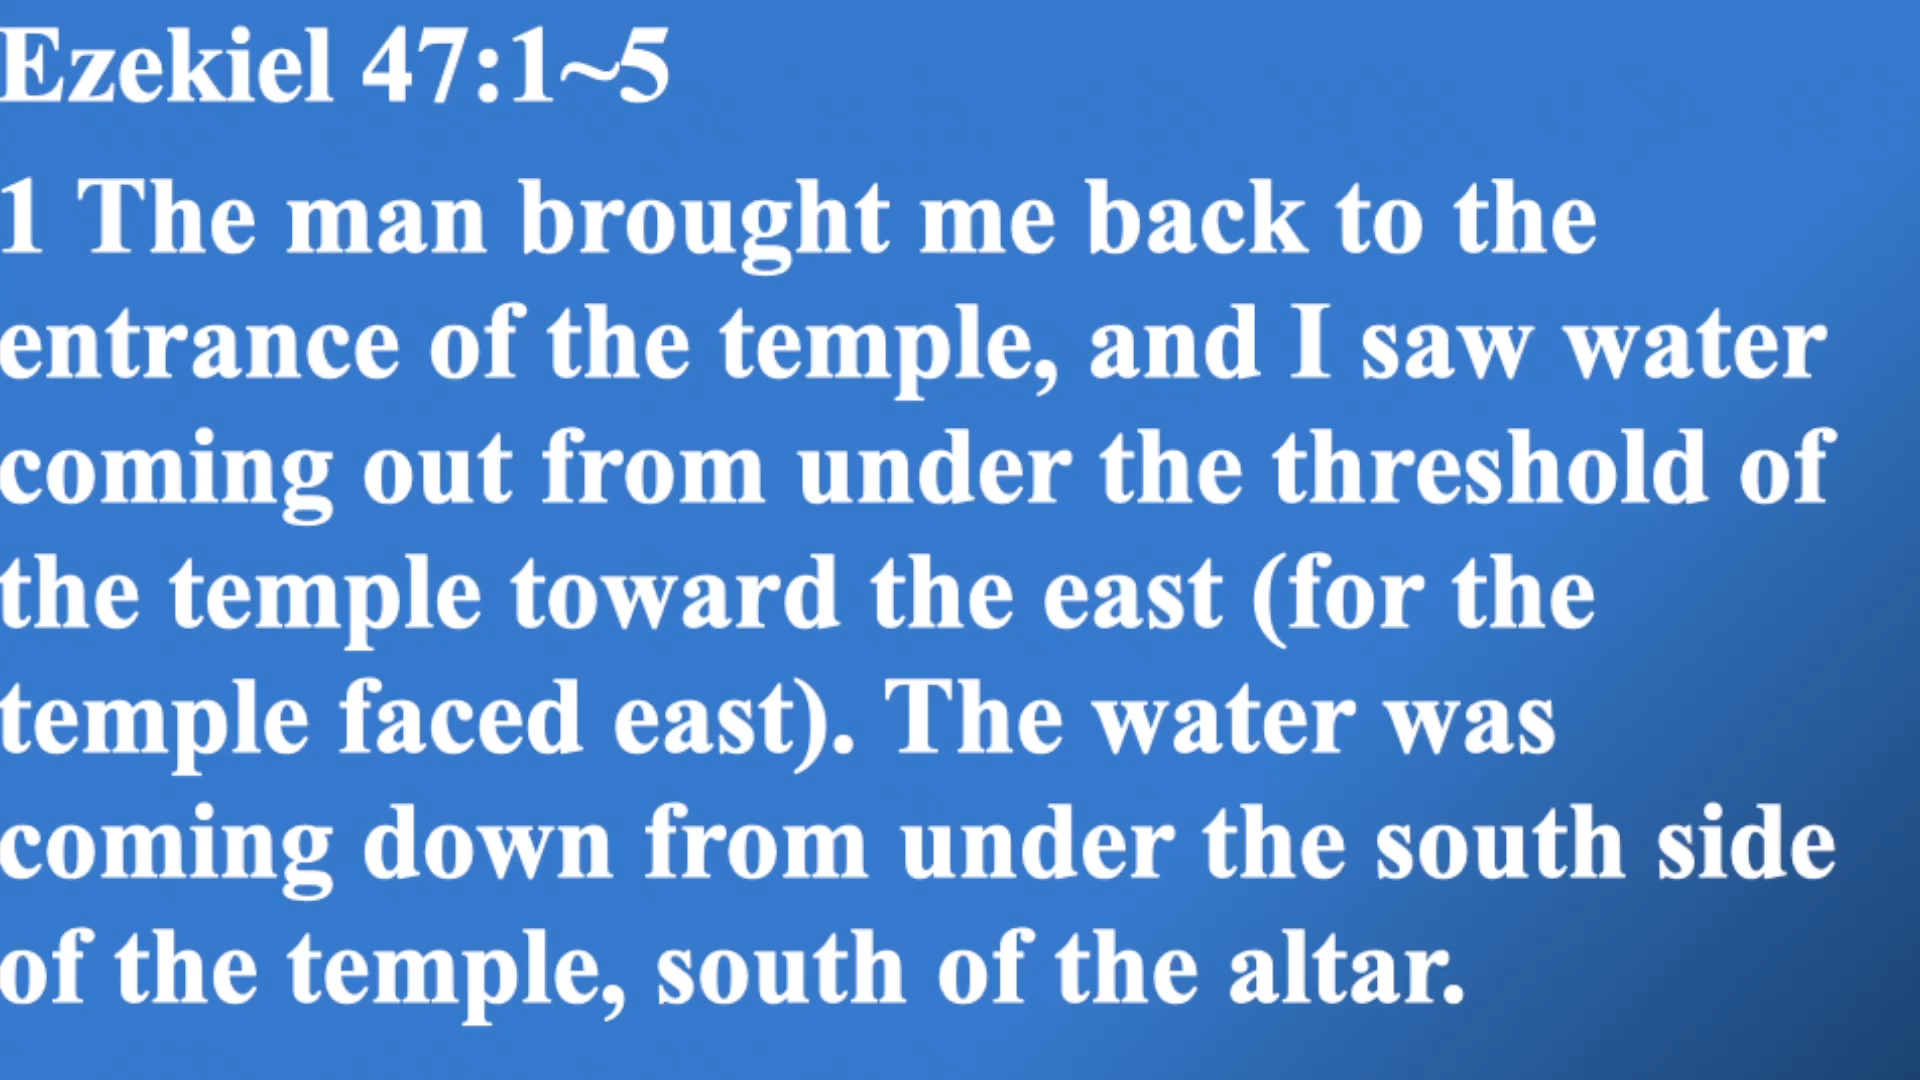 Ezekiel 47:1~5
1 The man brought me back to the
entrance of the temple, and I saw water
coming out from under the threshold of
the temple toward the east (for the
temple faced east). The water was
coming down from under the south side
of the temple, south of the altar.